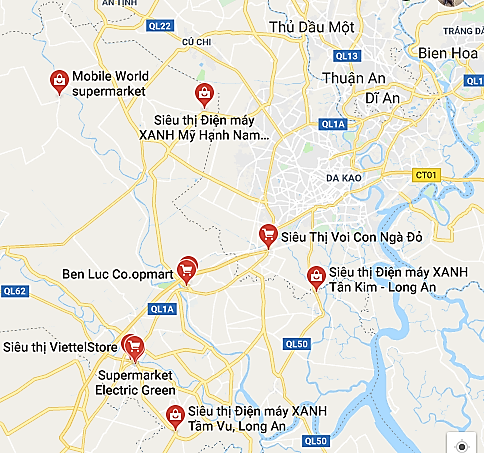 AN TỊNH
QL22
CỦ CHI
Thủ Dầu Một
QL13
TRẢNG DÀ
Bien Hoa
Thuận An
Dĩ An
Mobile World
supermarket
Siêu thị Điện máy
XANH Mỹ Hạnh Nam...
QL1A
DA KAO
CT01
Siêu Thị Voi Con Ngà Đỏ
Ben Luc Co.opmart
Siêu thị Điện máy XANH
Tân Kim - Long An
QL62
QL1A
Siêu thị ViettelStore
QL50
Supermarket
Electric Green
Siêu thị Điện máy XANH
Tầm Vu, Long An
QL50